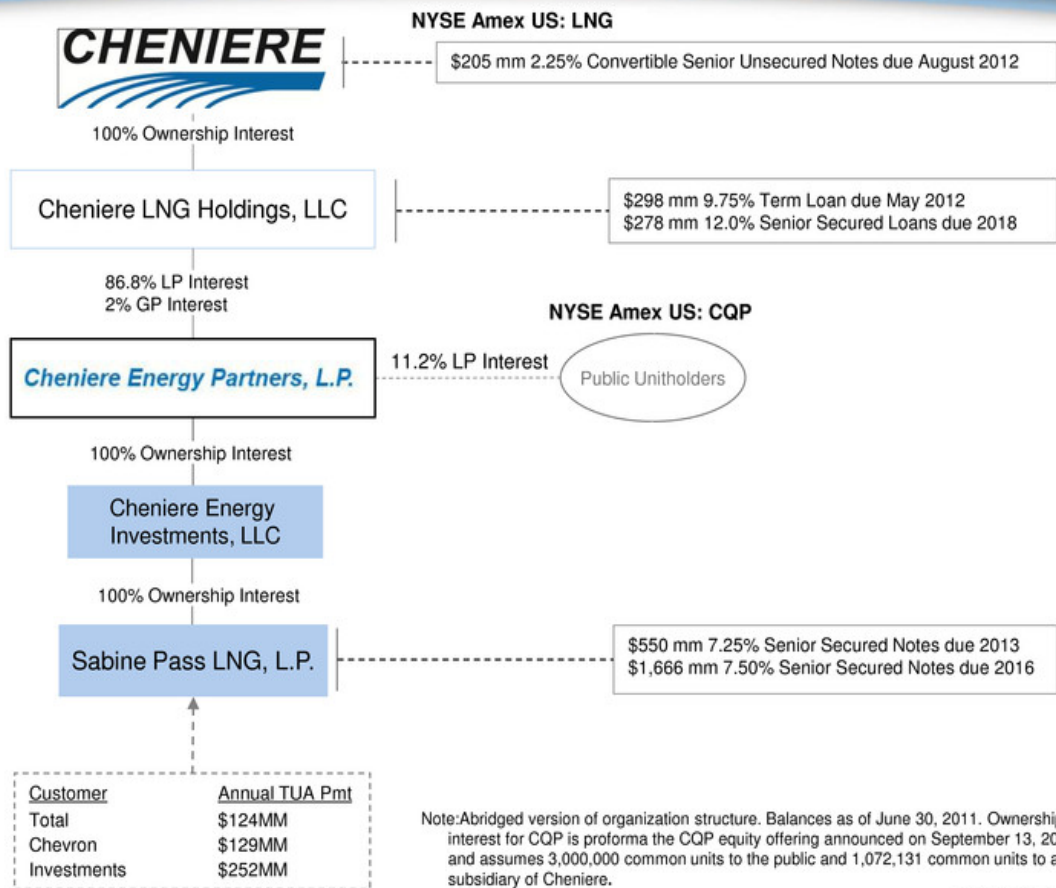 NYSE Amex US: LNG
CHENIERE
$205 mm 2.25% Convertible Senior Unsecured Notes due August 2012
100% Ownership Interest
Cheniere LNG Holdings, LLC
$298 mm 9.75% Term Loan due May 2012
$278 mm 12.0% Senior Secured Loans due 2018
86.8% LP Interest
2% GP Interest
NYSE Amex US: CQP
Cheniere Energy Partners, L.P.
11.2% LP Interest
Public Unitholders
100% Ownership Interest
Cheniere Energy
Investments, LLC
100% Ownership Interest
Sabine Pass LNG, L.P.
$550 mm 7.25% Senior Secured Notes due 2013
$1,666 mm 7.50% Senior Secured Notes due 2016
Customer Annual TUA Pmt
Total $124MM
Chevron $129MM
Investments $252MM
Note:Abridged version of organization structure. Balances as of June 30, 2011. Ownership
interest for CQP is proforma the CQP equity offering announced on September 13,
and assumes 3,000,000 common units to the public and 1,072,131 common units to
subsidiary of Cheniere.